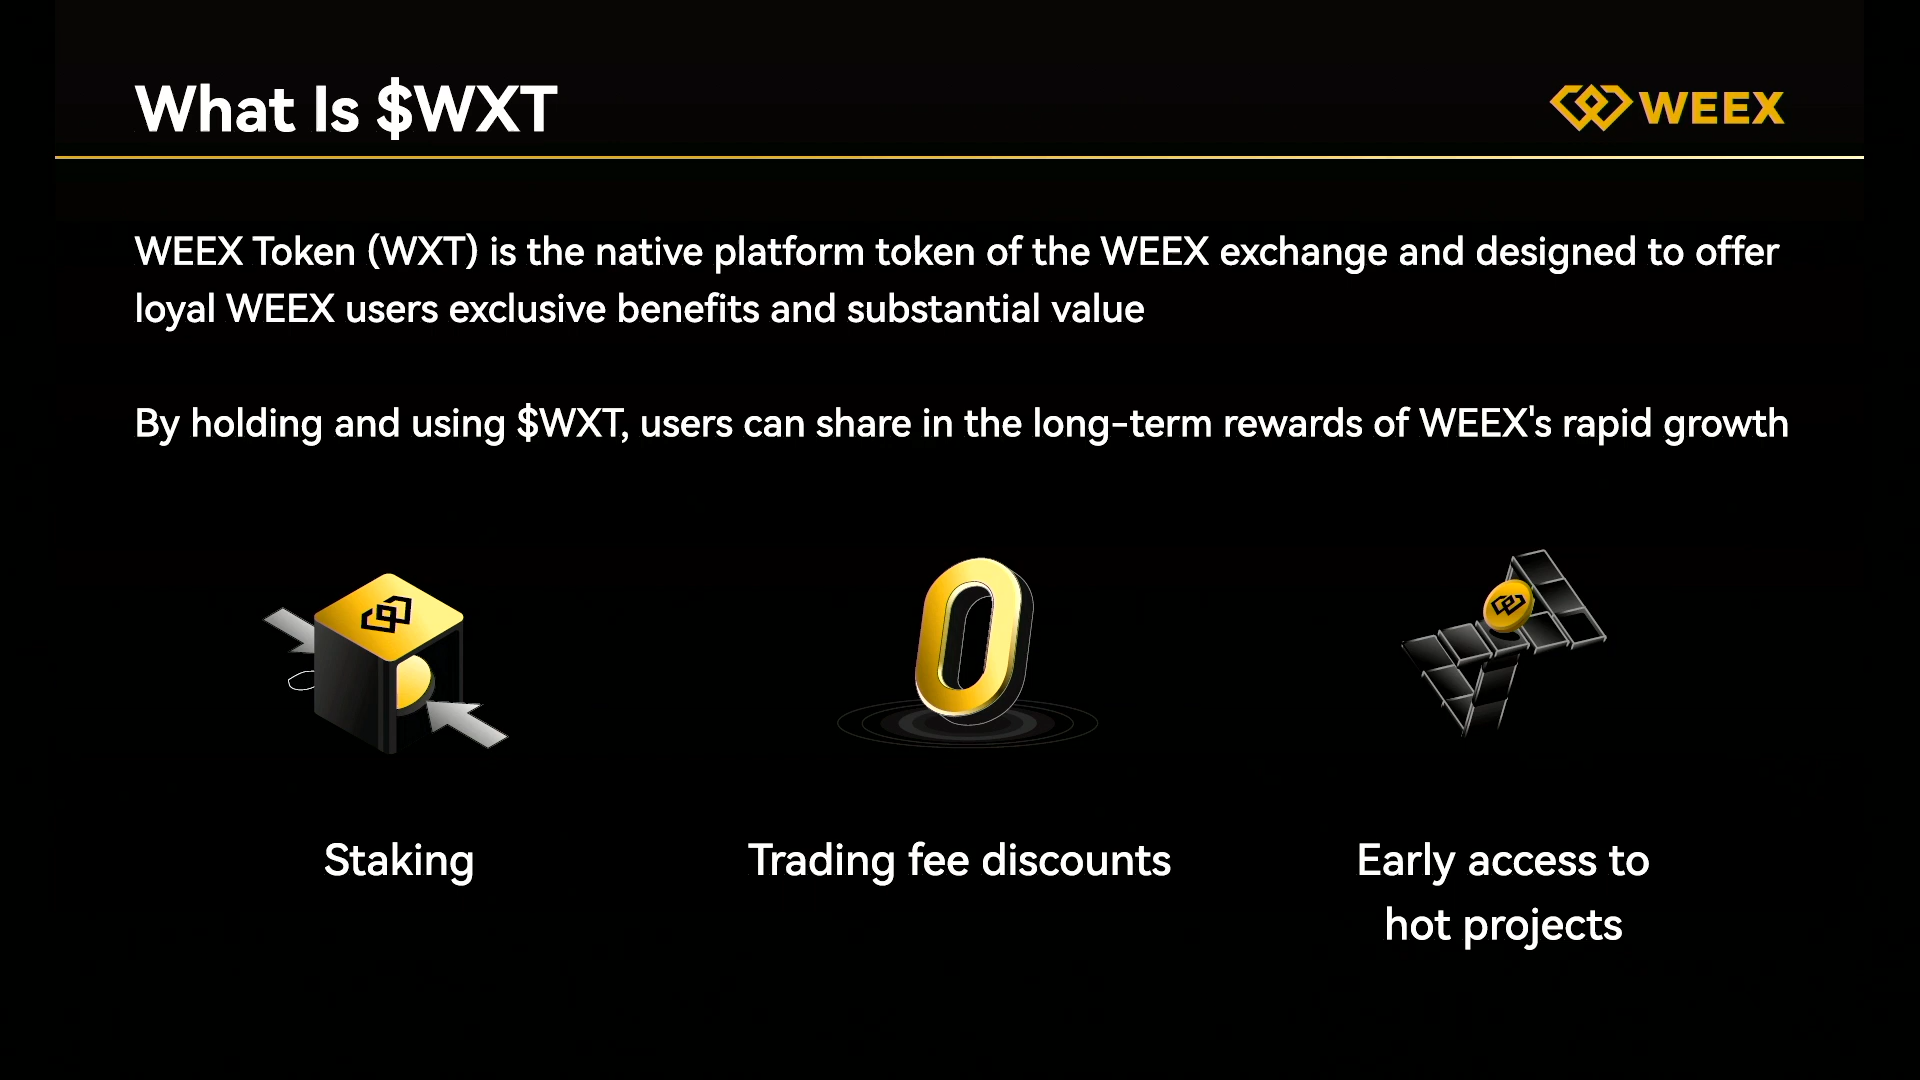 What Is $WXT
WEEX
WEEX Token (WXT) is the native platform token of the WEEX exchange and designed to offer
loyal WEEX users exclusive benefits and substantial value
By holding and using $WXT, users can share in the long-term rewards of WEEX's rapid growth
0
Staking
Trading fee discounts
Early access to
hot projects